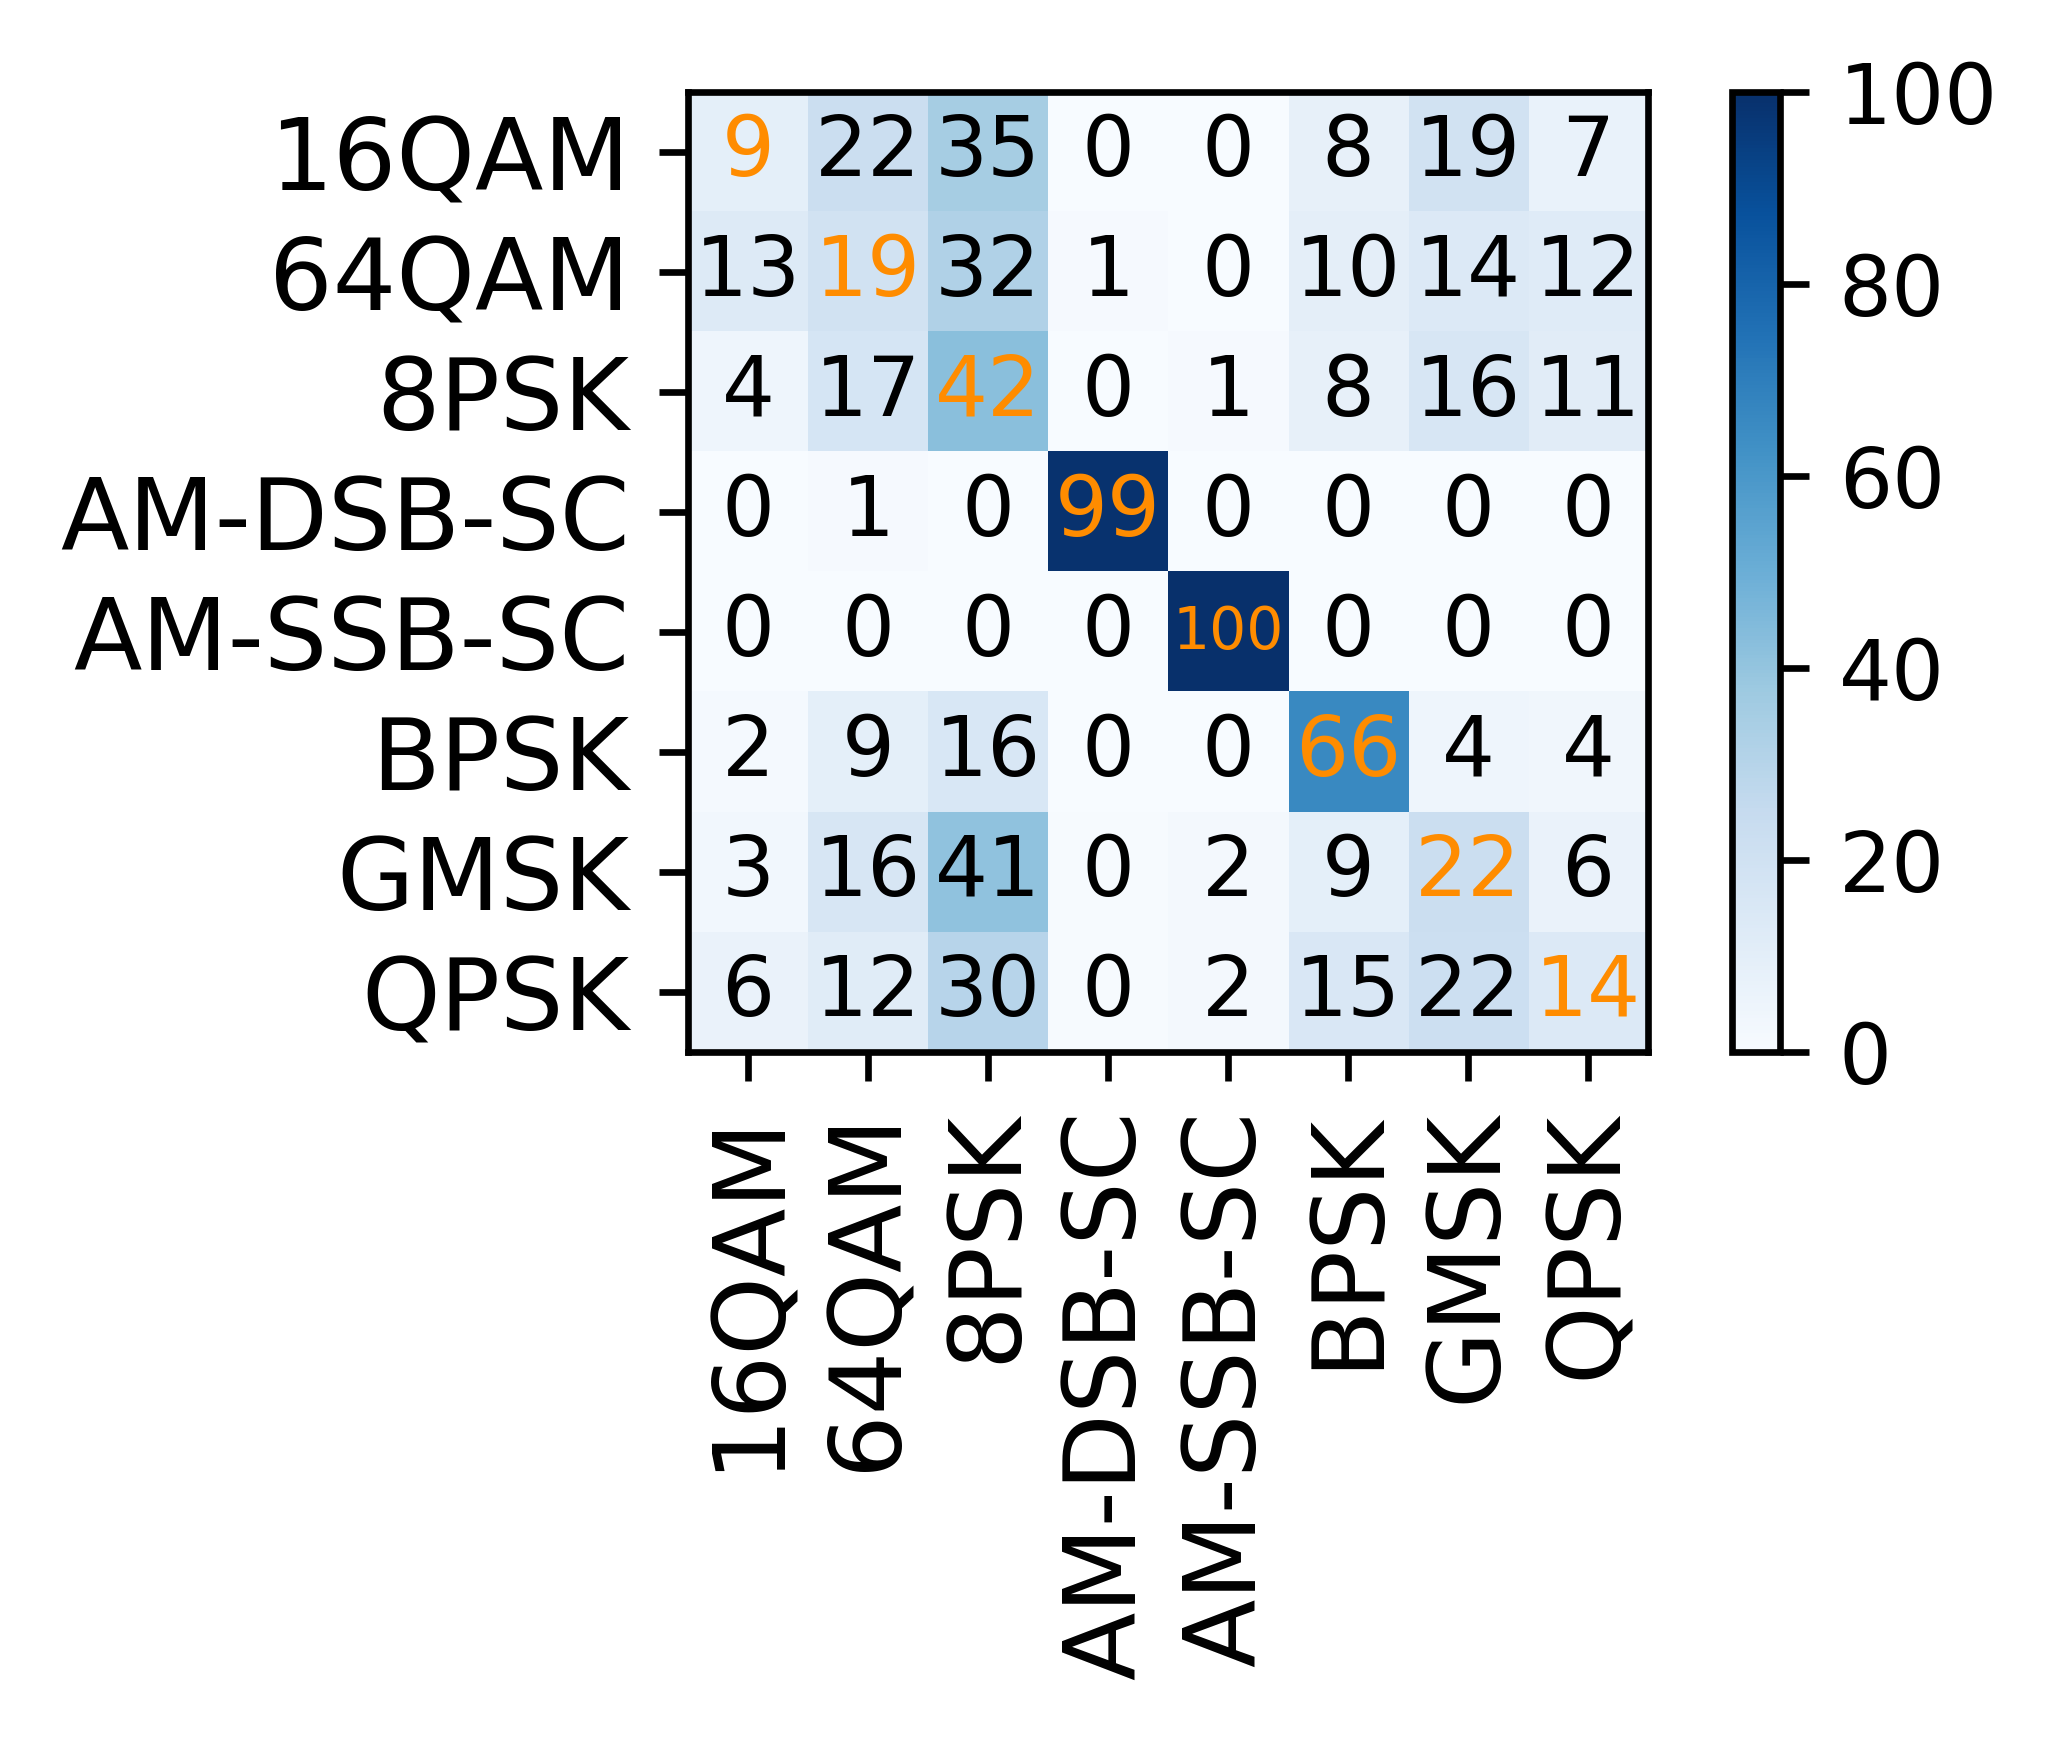 16QAM 9 22 35 0 0 8 19 7
64QAM 13 19 32 1 0 10 14 12
8PSK 4 17 42 0 1 8 16 11
AM-DSB-SC 0 1 0 99 0 0 0 0
AM-SSB-SC 0 0 0 0 100 0 0 0
BPSK 2 9 16 0 0 66 4 4
GMSK 3 16 41 0 2 9 22 6
QPSK 6 12 30 0 2 15 22 14
16QAM
64QAM
8PSK
AM-DSB-SC
AM-SSB-SC
BPSK
GMSK
QPSK
100
80
60
40
20
0